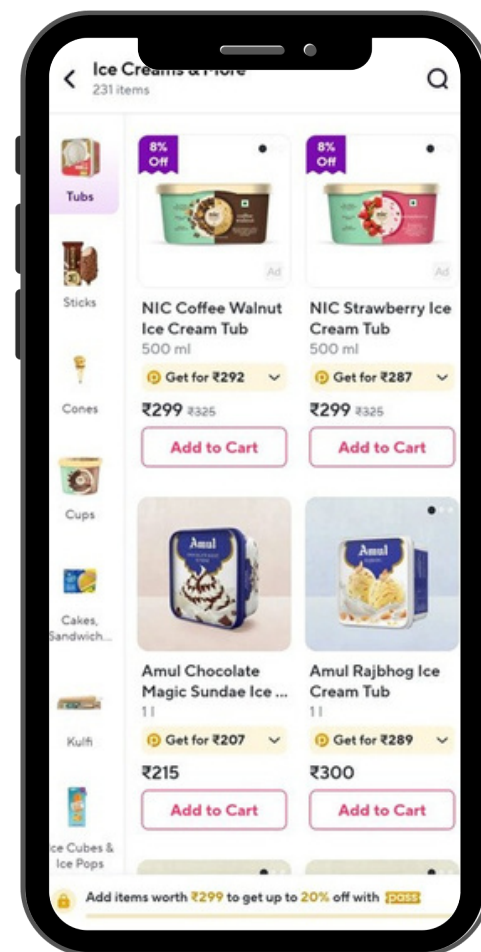 Ice Creams & More
231 items
Tubs
Sticks
Cones
Cups
Cakes,
Sandwich...
Kulfi
Ice Cubes &
Ice Pops
8%
Off
nic
coffee
walnut
Ad
NIC Coffee Walnut
Ice Cream Tub
500 ml
Get for ₹292
₹299 ₹325
Add to Cart
8%
Off
nic
Ad
NIC Strawberry Ice
Cream Tub
500 ml
Get for ₹287
₹299 ₹325
Add to Cart
Amul
Amul Chocolate
Magic Sundae Ice ...
1 l
Get for ₹207
₹215
Add to Cart
Amul
Amul Rajbhog Ice
Cream Tub
1 l
Get for ₹289
₹300
Add to Cart
Add items worth ₹299 to get up to 20% off with pass